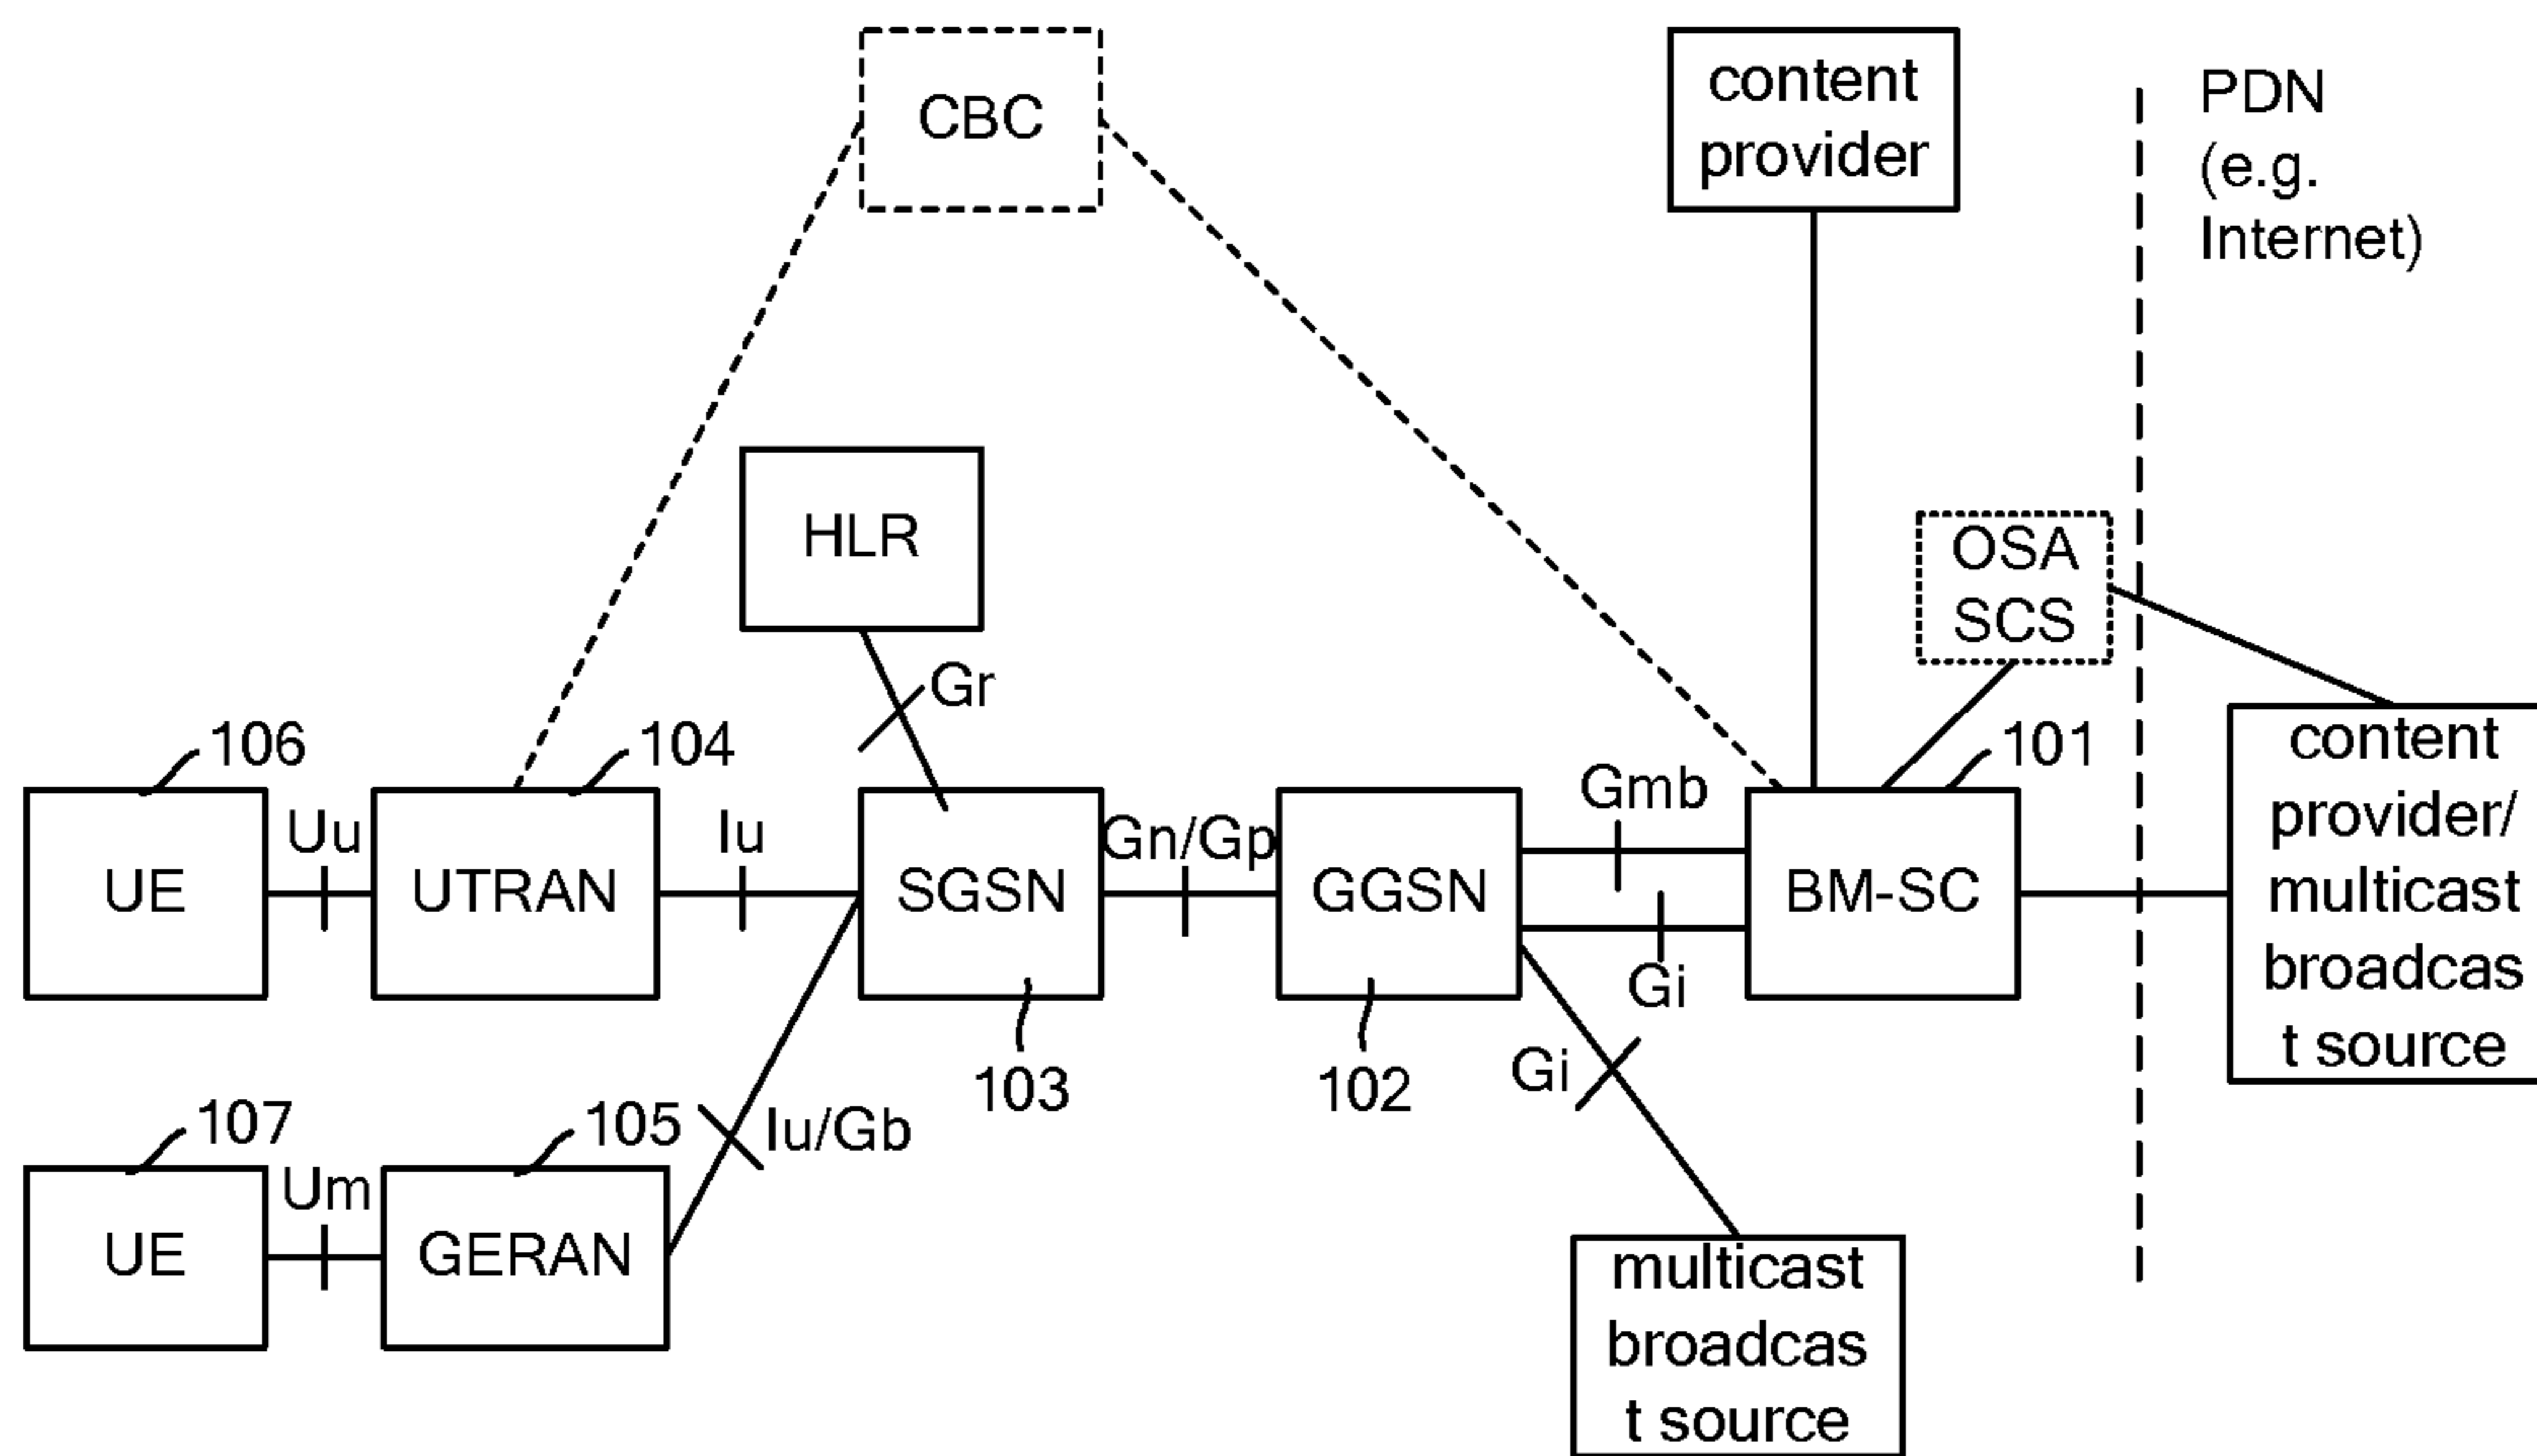 CBC
content
provider
PDN
(e.g.
Internet)
HLR
OSA
SCS
Gr
106
104
101
Uu
Iu
Gn/Gp
Gmb
UE
UTRAN
SGSN
GGSN
BM-SC
Gi
content
provider/
multicast
broadcas
t source
103
102
Gi
107
105
Iu/Gb
Um
UE
GERAN
multicast
broadcas
t source